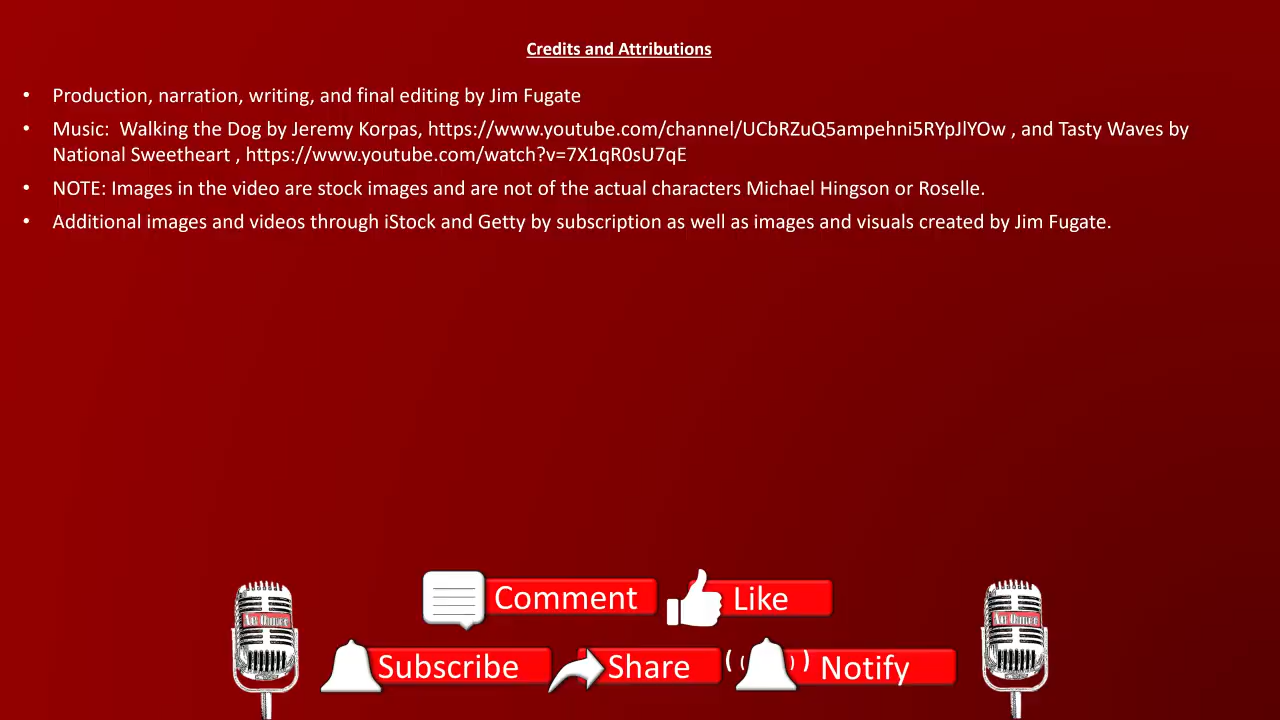 Credits and Attributions
• Production, narration, writing, and final editing by Jim Fugate
• Music:  Walking the Dog by Jeremy Korpas, https://www.youtube.com/channel/UCbRZuQ5ampehni5RYpJlYOw , and Tasty Waves by
National Sweetheart , https://www.youtube.com/watch?v=7X1qR0sU7qE
• NOTE: Images in the video are stock images and are not of the actual characters Michael Hingson or Roselle.
• Additional images and videos through iStock and Getty by subscription as well as images and visuals created by Jim Fugate.
Comment
Like
Subscribe
Share
Notify